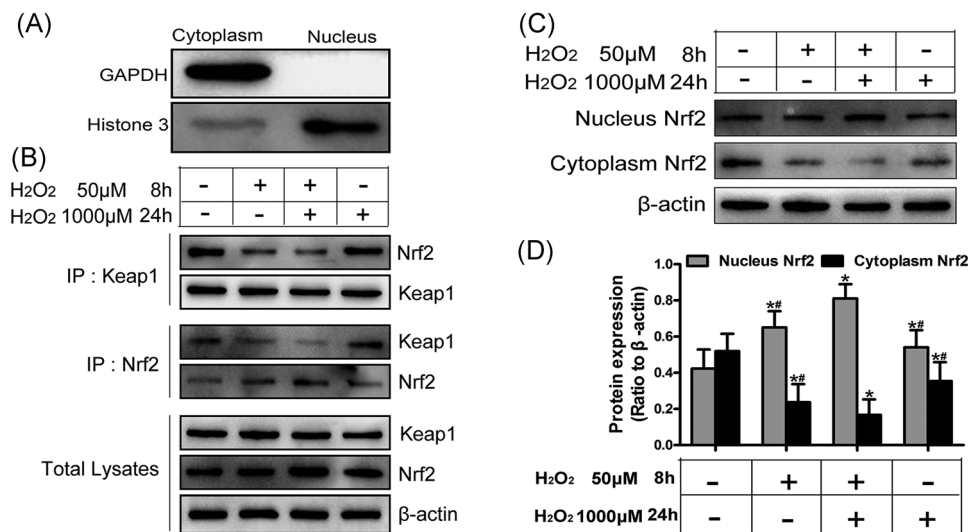 (A)
Cytoplasm Nucleus
GAPDH
Histone 3
(B)
H2O2 50μM 8h - + + -
H2O2 1000μM 24h - - + +
IP : Keap1
Nrf2
Keap1
IP : Nrf2
Keap1
Nrf2
Total Lysates
Keap1
Nrf2
β-actin
(C)
H2O2 50μM 8h - + + -
H2O2 1000μM 24h - - + +
Nucleus Nrf2
Cytoplasm Nrf2
β-actin
(D)
Nucleus Nrf2 Cytoplasm Nrf2
Protein expression
(Ratio to β -actin)
0.8
0.6
0.4
0.2
0.0
1.0
*# *# * * *# *#
H2O2 50μM 8h - + + -
H2O2 1000μM 24h - - + +